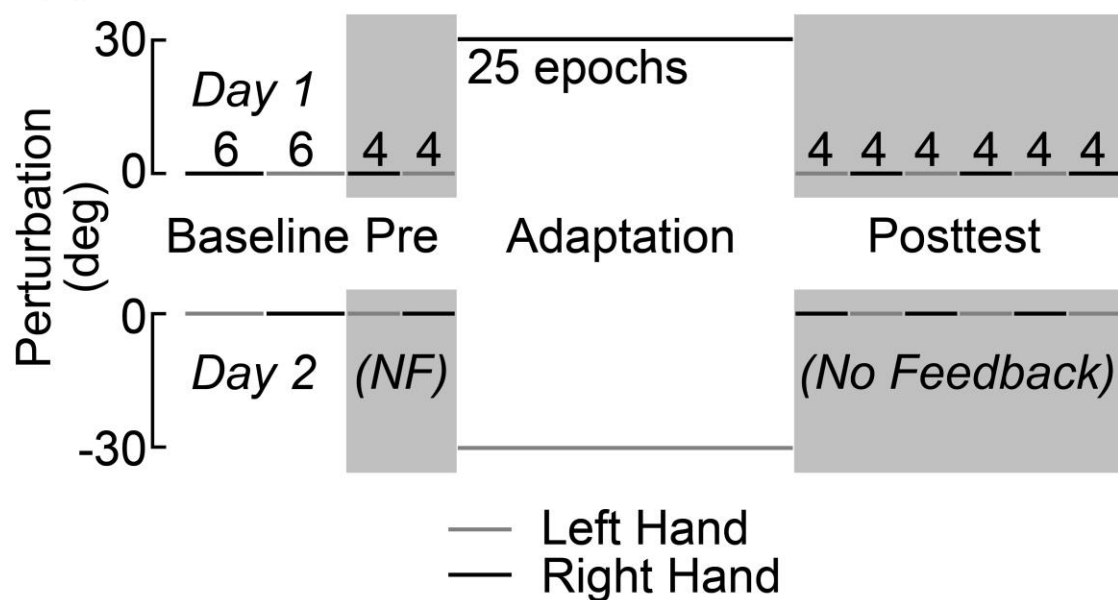 30
25 epochs
Day 1
6 6 4 4
4 4 4 4 4 4
0
Perturbation
(deg)
Baseline Pre Adaptation Posttest
0
Day 2 (NF) (No Feedback)
-30
Left Hand
Right Hand